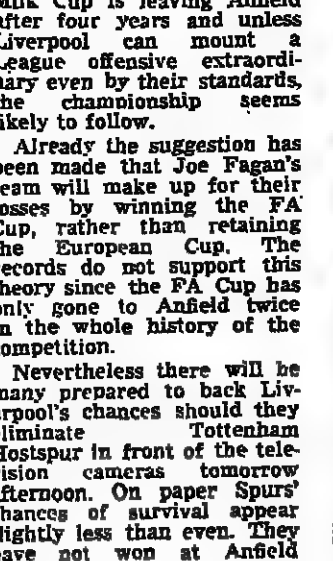 Milk Cup is leaving Anfield
after four years and unless
Liverpool can mount a
League offensive extraordi-
nary even by their standards,
the championship seems
likely to follow.
Already the suggestion has
been made that Joe Fagan's
team will make up for their
losses by winning the FA
Cup, rather than retaining
the European Cup. The
records do not support this
theory since the FA Cup has
only gone to Anfield twice
in the whole history of the
competition.
Nevertheless there will be
many prepared to back Liv-
erpool's chances should they
eliminate Tottenham
Hostspur in front of the tele-
vision cameras tomorrow
afternoon. On paper Spurs'
chances of survival appear
slightly less than even. They
have not won at Anfield